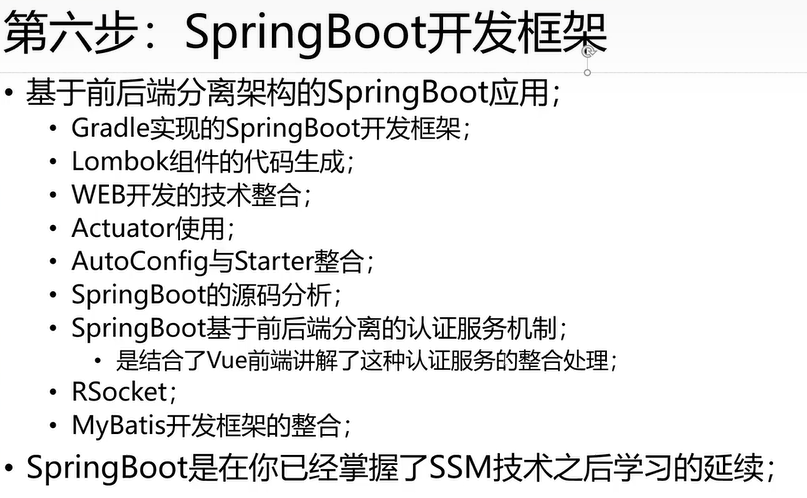 第六步：SpringBoot开发框架
• 基于前后端分离架构的SpringBoot应用；
• Gradle实现的SpringBoot开发框架；
• Lombok组件的代码生成；
• WEB开发的技术整合；
• Actuator使用；
• AutoConfig与Starter整合；
• SpringBoot的源码分析；
• SpringBoot基于前后端分离的认证服务机制；
• 是结合了Vue前端讲解了这种认证服务的整合处理；
• RSocket；
• MyBatis开发框架的整合；
• SpringBoot是在你已经掌握了SSM技术之后学习的延续；